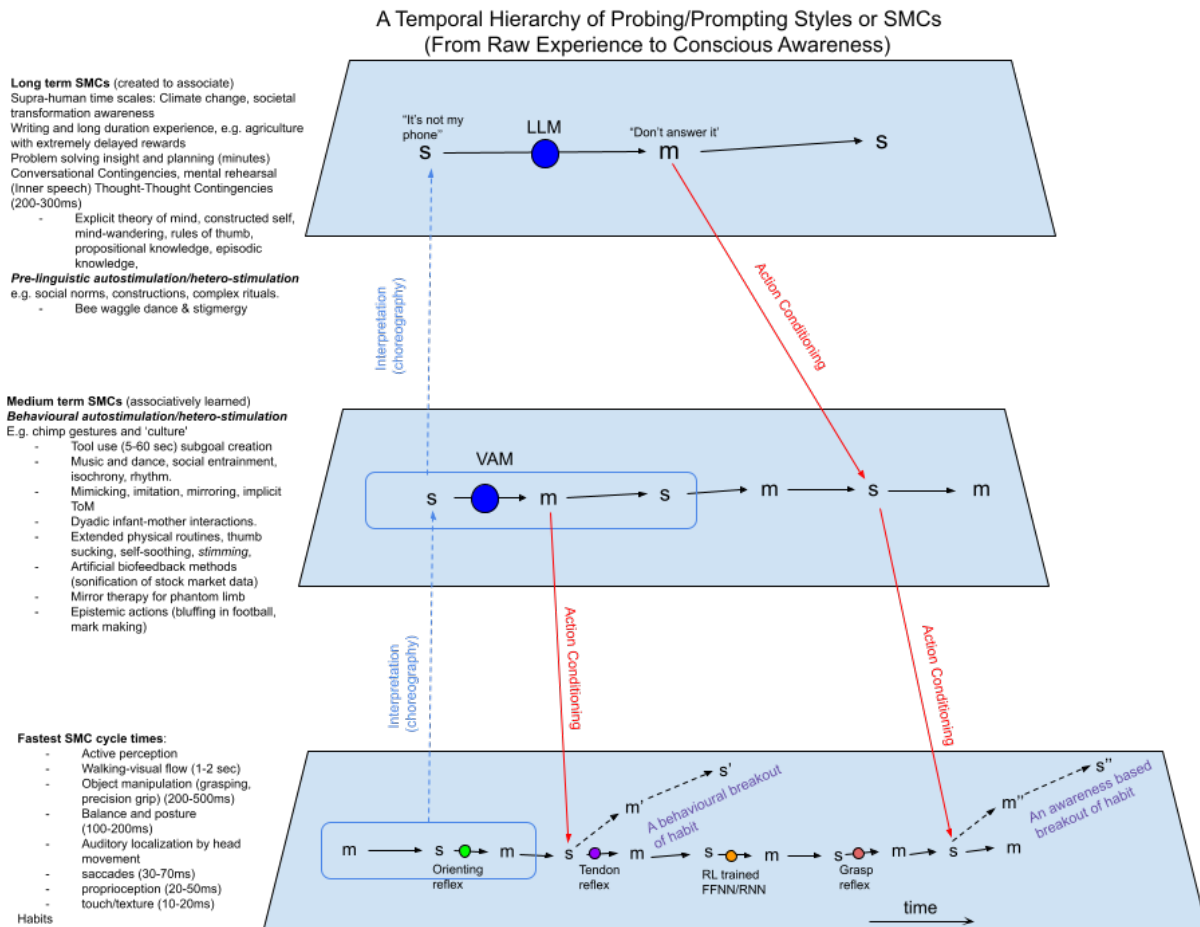 A Temporal Hierarchy of Probing/Prompting Styles or SMCs
(From Raw Experience to Conscious Awareness)
Long term SMCs (created to associate)
Supra-human time scales: Climate change, societal
transformation awareness
Writing and long duration experience, e.g. agriculture
with extremely delayed rewards
Problem solving insight and planning (minutes)
Conversational Contingencies, mental rehearsal
(Inner speech) Thought-Thought Contingencies
(200-300ms)
- Explicit theory of mind, constructed self,
mind-wandering, rules of thumb,
propositional knowledge, episodic
knowledge,
Pre-linguistic autostimulation/hetero-stimulation
e.g. social norms, constructions, complex rituals.
- Bee waggle dance & stigmergy
"It's not my
phone"
LLM
'Don't answer it'
s
m
s
Interpretation
(choreography)
Action Conditioning
Medium term SMCs (associatively learned)
Behavioural autostimulation/hetero-stimulation
E.g. chimp gestures and 'culture'
- Tool use (5-60 sec) subgoal creation
- Music and dance, social entrainment,
isochrony, rhythm.
- Mimicking, imitation, mirroring, implicit
ToM
- Dyadic infant-mother interactions.
- Extended physical routines, thumb
sucking, self-soothing, stimming,
- Artificial biofeedback methods
(sonification of stock market data)
- Mirror therapy for phantom limb
- Epistemic actions (bluffing in football,
mark making)
VAM
s m s m s m
Interpretation
(choreography)
Action Conditioning
Action Conditioning
Fastest SMC cycle times:
- Active perception
- Walking-visual flow (1-2 sec)
- Object manipulation (grasping,
precision grip) (200-500ms)
- Balance and posture
(100-200ms)
- Auditory localization by head
movement
- saccades (30-70ms)
- proprioception (20-50ms)
- touch/texture (10-20ms)
Habits
s'
m'
A behavioural breakout
of habit
s''
m''
An awareness based
breakout of habit
m s m s m s m s m s m
Orienting
reflex
Tendon
reflex
RL trained
FFNN/RNN
Grasp
reflex
time